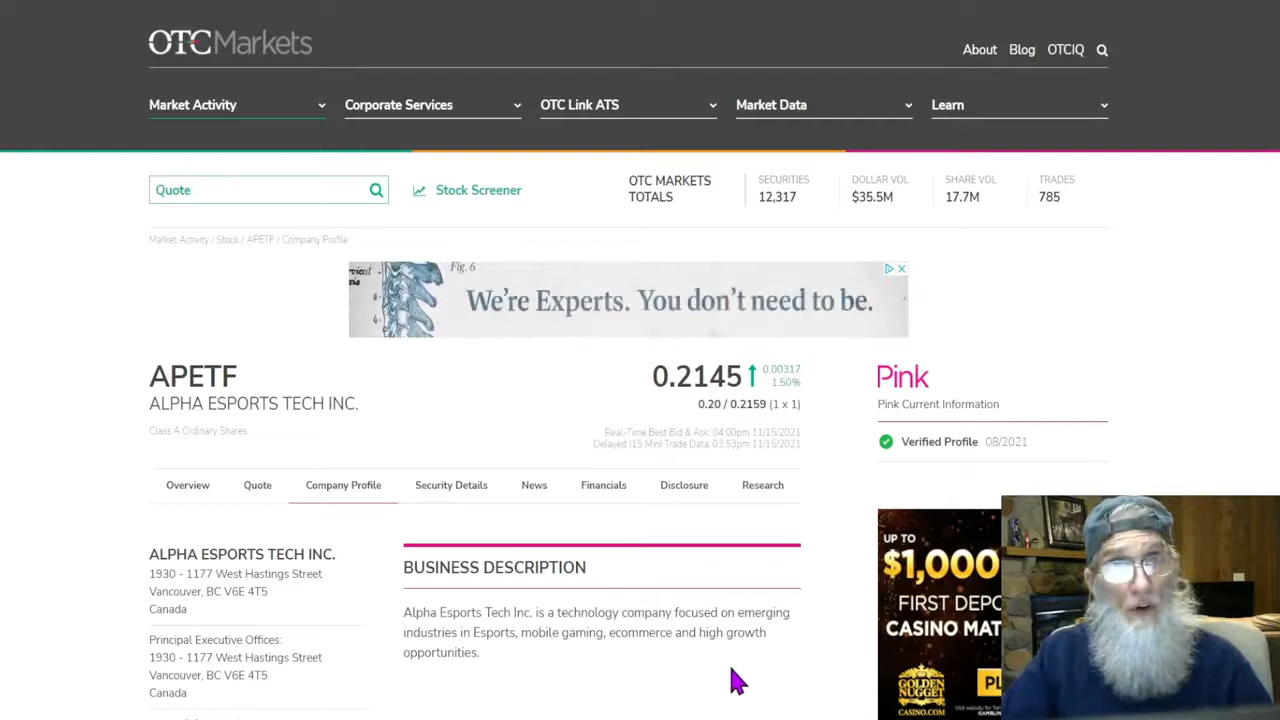 OTCMarkets
About Blog OTCIQ
Market Activity Corporate Services OTC Link ATS Market Data Learn
Quote
Stock Screener
OTC MARKETS
TOTALS
SECURITIES
12,317
DOLLAR VOL
$35.5M
SHARE VOL
17.7M
TRADES
785
Market Activity / Stock / APETF / Company Profile
Fig. 6
We're Experts. You don't need to be.
APETF
ALPHA ESPORTS TECH INC.
Class A Ordinary Shares
0.2145
0.00317
1.50%
0.20 / 0.2159 (1 x 1)
Real-Time Best Bid & Ask: 04:00pm 11/15/2021
Delayed (15 Min) Trade Data: 03:53pm 11/15/2021
Pink
Pink Current Information
Verified Profile 08/2021
Overview Quote Company Profile Security Details News Financials Disclosure Research
ALPHA ESPORTS TECH INC.
1930 - 1177 West Hastings Street
Vancouver, BC V6E 4T5
Canada
Principal Executive Offices:
1930 - 1177 West Hastings Street
Vancouver, BC V6E 4T5
Canada
BUSINESS DESCRIPTION
Alpha Esports Tech Inc. is a technology company focused on emerging
industries in Esports, mobile gaming, ecommerce and high growth
opportunities.
UP TO
$1,000
FIRST DEPO
CASINO MAT
GOLDEN
NUGGET
CASINO.COM
PL